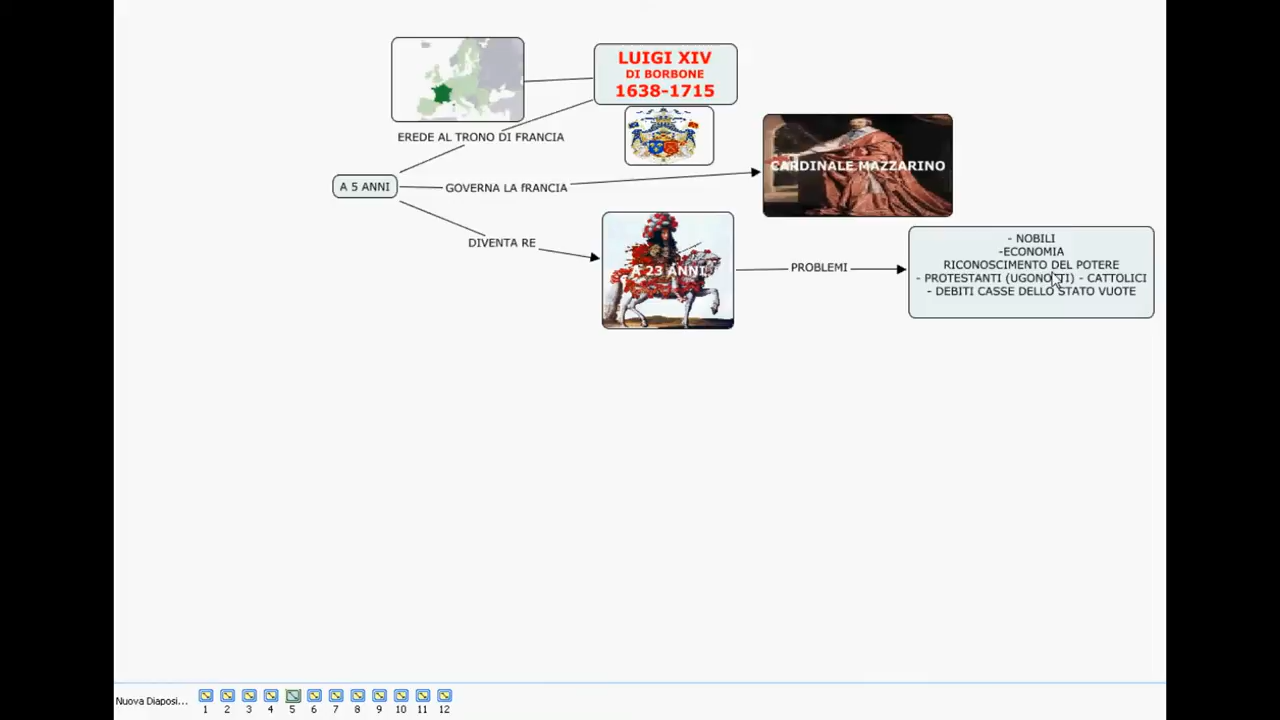 LUIGI XIV
DI BORBONE
1638-1715
EREDE AL TRONO DI FRANCIA
CARDINALE MAZZARINO
A 5 ANNI
GOVERNA LA fRANCIA
DIVENTA RE
A 23 ANNI
PROBLEMI
- NOBILI
-ECONOMIA
RICONOSCIMENTO DEL POTERE
- PROTESTANTI (UGONOTTI) - CATTOLICI
- DEBITI CASSE DELLO STATO VUOTE
Nuova Diaposi...
1 2 3 4 5 6 7 8 9 10 11 12